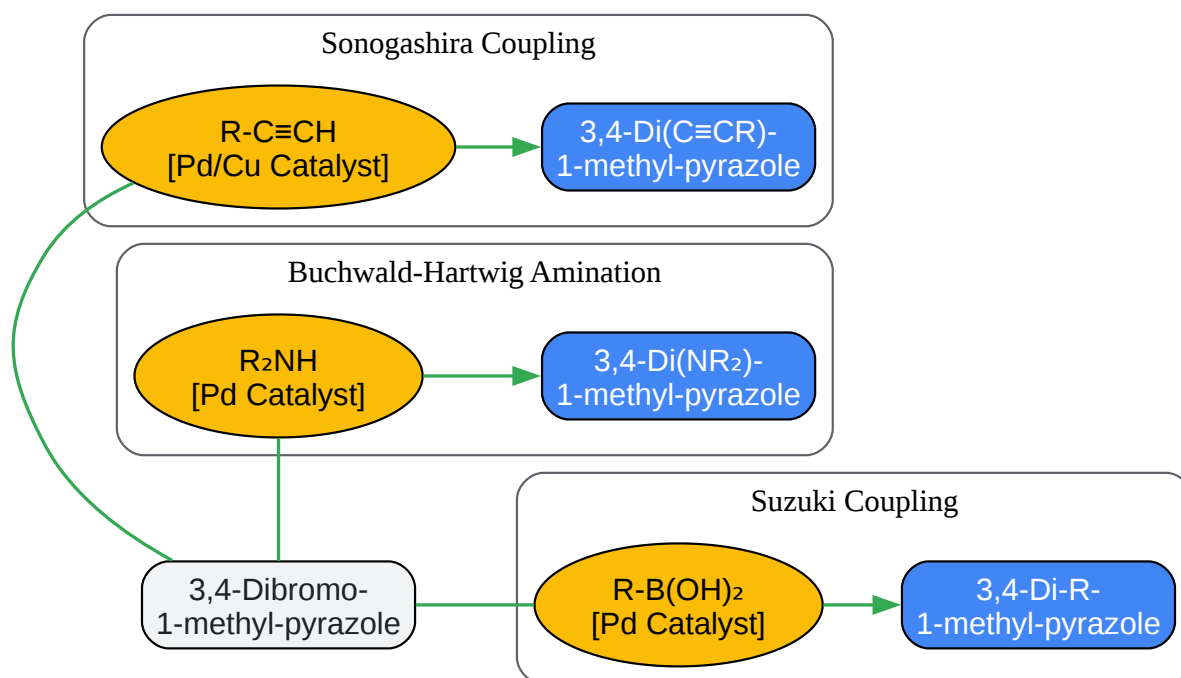 Sonogashira Coupling
R-C≡CH
[Pd/Cu Catalyst]
3,4-Di(C≡CR)-
1-methyl-pyrazole
Buchwald-Hartwig Amination
R₂NH
[Pd Catalyst]
3,4-Di(NR₂)-
1-methyl-pyrazole
Suzuki Coupling
3,4-Dibromo-
1-methyl-pyrazole
R-B(OH)₂
[Pd Catalyst]
3,4-Di-R-
1-methyl-pyrazole